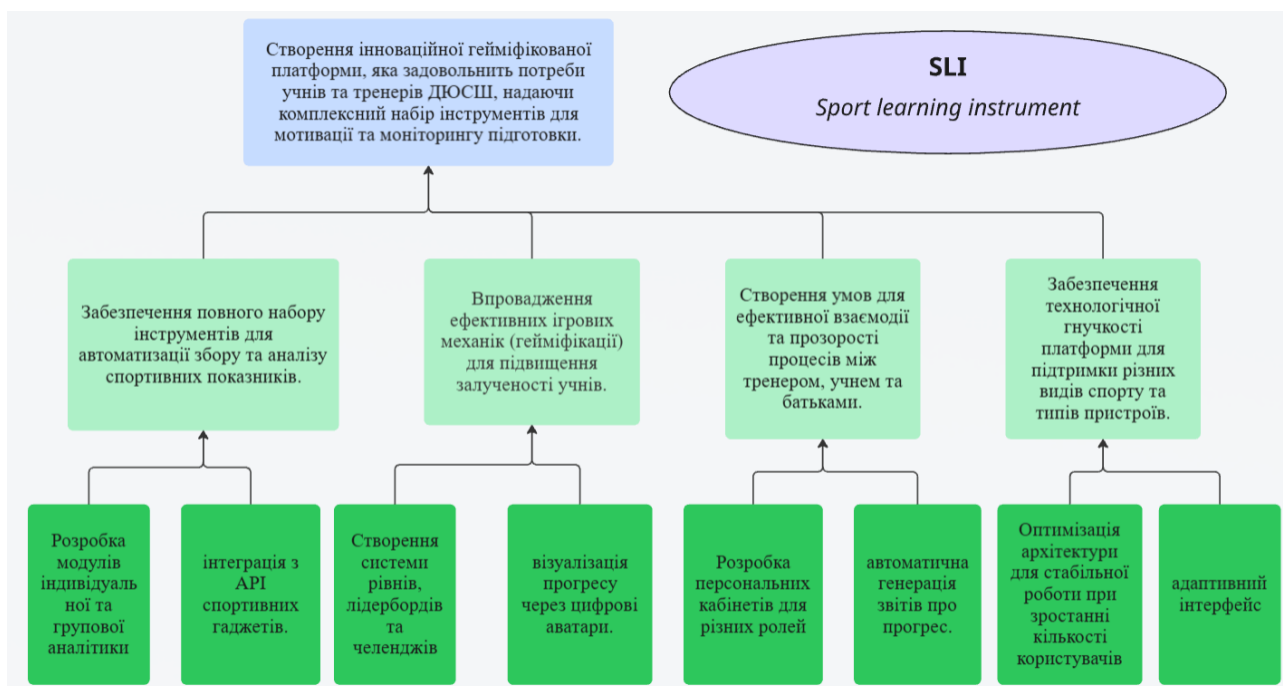 Створення інноваційної гейміфікованої
платформи, яка задовольнить потреби
учнів та тренерів ДЮСШ, надаючи
комплексний набір інструментів для
мотивації та моніторингу підготовки.
SLI
Sport learning instrument
Забезпечення повного набору
інструментів для
автоматизації збору та аналізу
спортивних показників.
Впровадження
ефективних ігрових
механік (гейміфікації)
для підвищення
залученості учнів.
Створення умов для
ефективної взаємодії
та прозорості
процесів між
тренером, учнем та
батьками.
Забезпечення
технологічної
гнучкості
платформи для
підтримки різних
видів спорту та
типів пристроїв.
Розробка
модулів
індивідуаль
ної та
групової
аналітики
інтеграція з
API
спортивних
гаджетів.
Створення
системи
рівнів,
лідербордів
та
челенджів
візуалізація
прогресу
через цифрові
аватари.
Розробка
персональних
кабінетів для
різних ролей
автоматична
генерація
звітів про
прогрес.
Оптимізація
архітектури
для стабільної
роботи при
зростанні
кількості
користувачів
адаптивний
інтерфейс